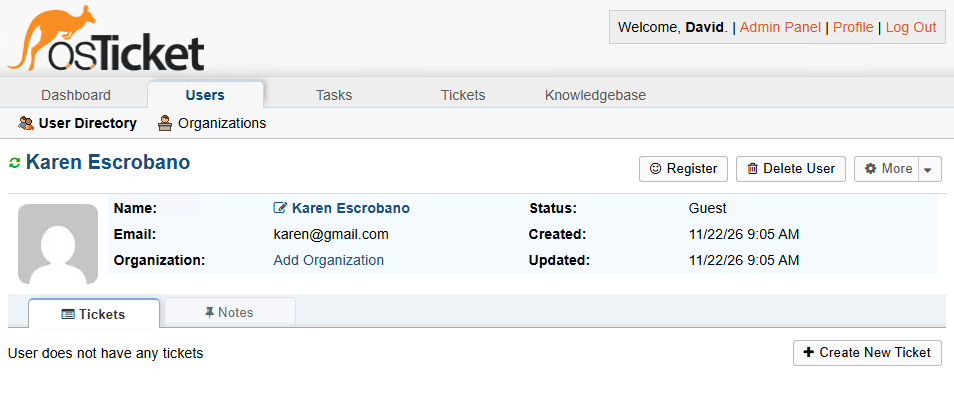 osTicket
Welcome, David. | Admin Panel | Profile | Log Out
Dashboard Users Tasks Tickets Knowledgebase
User Directory Organizations
Karen Escrobano
Register Delete User More
Name: Karen Escrobano Status: Guest
Email: karen@gmail.com Created: 11/22/26 9:05 AM
Organization: Add Organization Updated: 11/22/26 9:05 AM
Tickets Notes
User does not have any tickets Create New Ticket